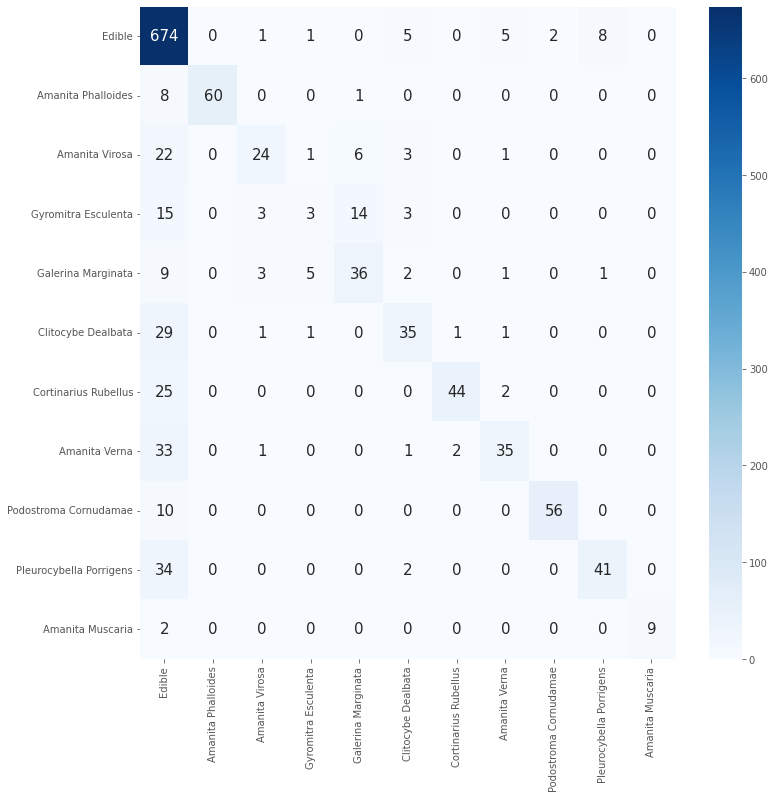 Edible 674 0 1 1 0 5 0 5 2 8 0
Amanita Phalloides 8 60 0 0 1 0 0 0 0 0 0
Amanita Virosa 22 0 24 1 6 3 0 1 0 0 0
Gyromitra Esculenta 15 0 3 3 14 3 0 0 0 0 0
Galerina Marginata 9 0 3 5 36 2 0 1 0 1 0
Clitocybe Dealbata 29 0 1 1 0 35 1 1 0 0 0
Cortinarius Rubellus 25 0 0 0 0 0 44 2 0 0 0
Amanita Verna 33 0 1 0 0 1 2 35 0 0 0
Podostroma Cornudamae 10 0 0 0 0 0 0 0 56 0 0
Pleurocybella Porrigens 34 0 0 0 0 2 0 0 0 41 0
Amanita Muscaria 2 0 0 0 0 0 0 0 0 0 9
Edible
Amanita Phalloides
Amanita Virosa
Gyromitra Esculenta
Galerina Marginata
Clitocybe Dealbata
Cortinarius Rubellus
Amanita Verna
Podostroma Cornudamae
Pleurocybella Porrigens
Amanita Muscaria
600
500
400
300
200
100
0